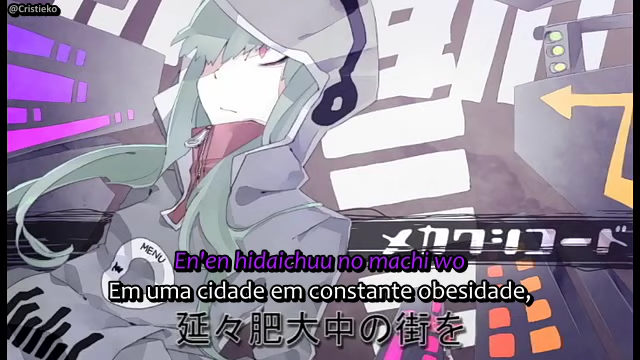 @Cristieko
メカクシコード
MENU
En'en hidaichuu no machi wo
Em uma cidade em constante obesidade,
延々肥大中の街を